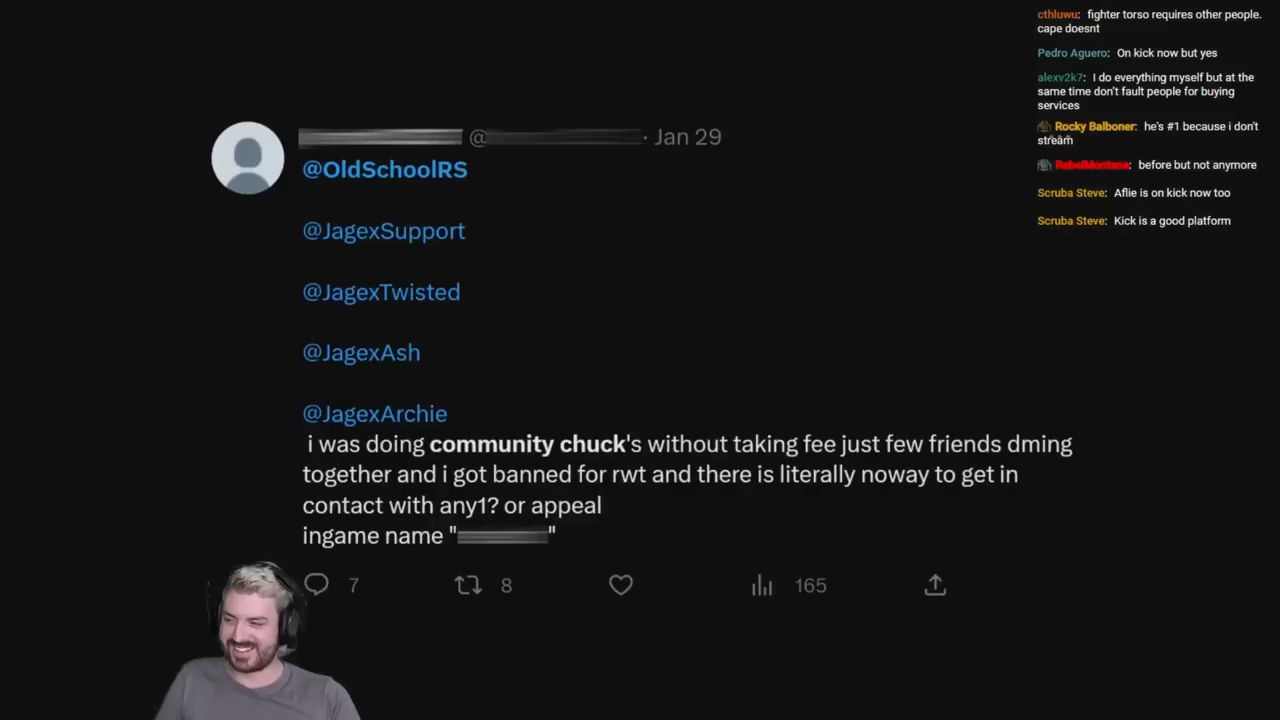 @ · Jan 29
@OldSchoolRS
@JagexSupport
@JagexTwisted
@JagexAsh
@JagexArchie
i was doing community chuck's without taking fee just few friends dming
together and i got banned for rwt and there is literally noway to get in
contact with any1? or appeal
ingame name " "
7 8 165
cthluwu: fighter torso requires other people.
cape doesnt
Pedro Aguero: On kick now but yes
alexv2k7: I do everything myself but at the
same time don't fault people for buying
services
Rocky Balboner: he's #1 because i don't
stream
RebelMontana: before but not anymore
Scruba Steve: Aflie is on kick now too
Scruba Steve: Kick is a good platform